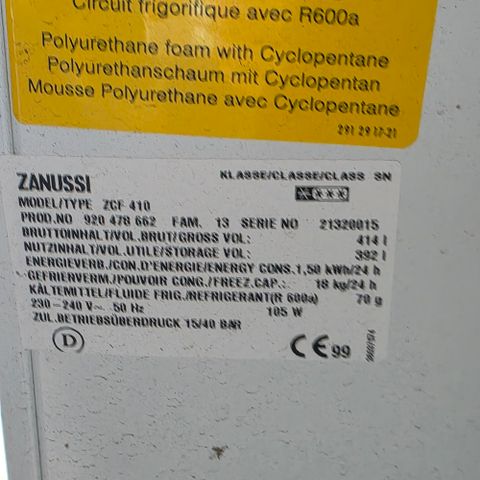 Circuit frigorifique avec R600a
Polyurethane foam with Cyclopentane
Polyurethanschaum mit Cyclopentan
Mousse Polyurethane avec Cyclopentane
291 29 17-21
ZANUSSI
KLASSE/CLASSE/CLASS SN
MODEL/TYPE ZCF 410
PROD.NO 920 478 662 FAM. 13 SERIE NO 21320015
BRUTTOINHALT/VOL.BRUT/GROSS VOL: 414 l
NUTZINHALT/VOL.UTILE/STORAGE VOL: 392 l
ENERGIEVERB./CON.D'ENERGIE/ENERGY CONS.1,50 kWh/24 h
GEFRIERVERM./POUVOIR CONG./FREEZ.CAP.: 18 kg/24 h
KÄLTEMITTEL/FLUIDE FRIG./REFRIGERANT(R 600a) 70 g
230-240 V~ 50 Hz 105 W
ZUL.BETRIEBSÜBERDRUCK 15/40 BAR
D
CE 99